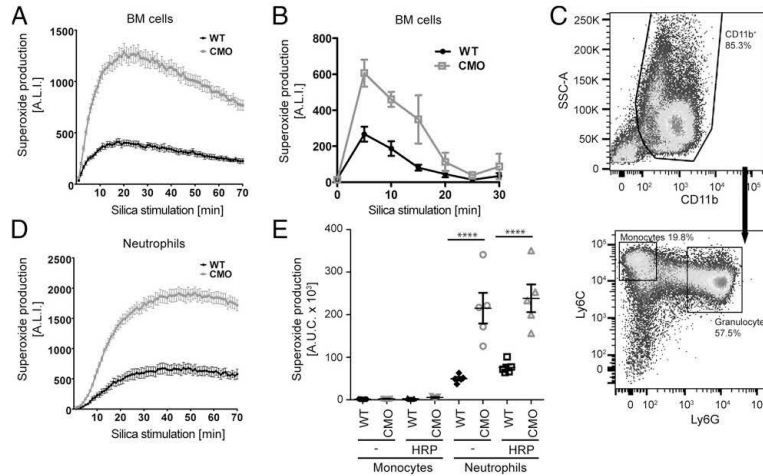 A
BM cells
Superoxide production
[A.L.I.]
1500
1000
500
0
WT
CMO
0 10 20 30 40 50 60 70
Silica stimulation [min]
B
BM cells
Superoxide production
[A.L.I.]
800
600
400
200
0
WT
CMO
0 10 20 30
Silica stimulation [min]
C
SSC-A
250K
200K
150K
100K
50K
0
CD11b+
85.3%
0 10² 10³ 10⁴
CD11b
Ly6C
10⁵
10⁴
10³
10²
0
Monocytes 19.8%
Granulocyte
57.5%
0 10² 10³ 10⁴
Ly6G
D
Neutrophils
Superoxide production
[A.L.I.]
2500
2000
1500
1000
500
0
WT
CMO
0 10 20 30 40 50 60 70
Silica stimulation [min]
E
Superoxide production
[A.U.C. x 10³]
400
300
200
100
0
**** ****
WT CMO WT CMO WT CMO WT CMO
- HRP - HRP
Monocytes Neutrophils